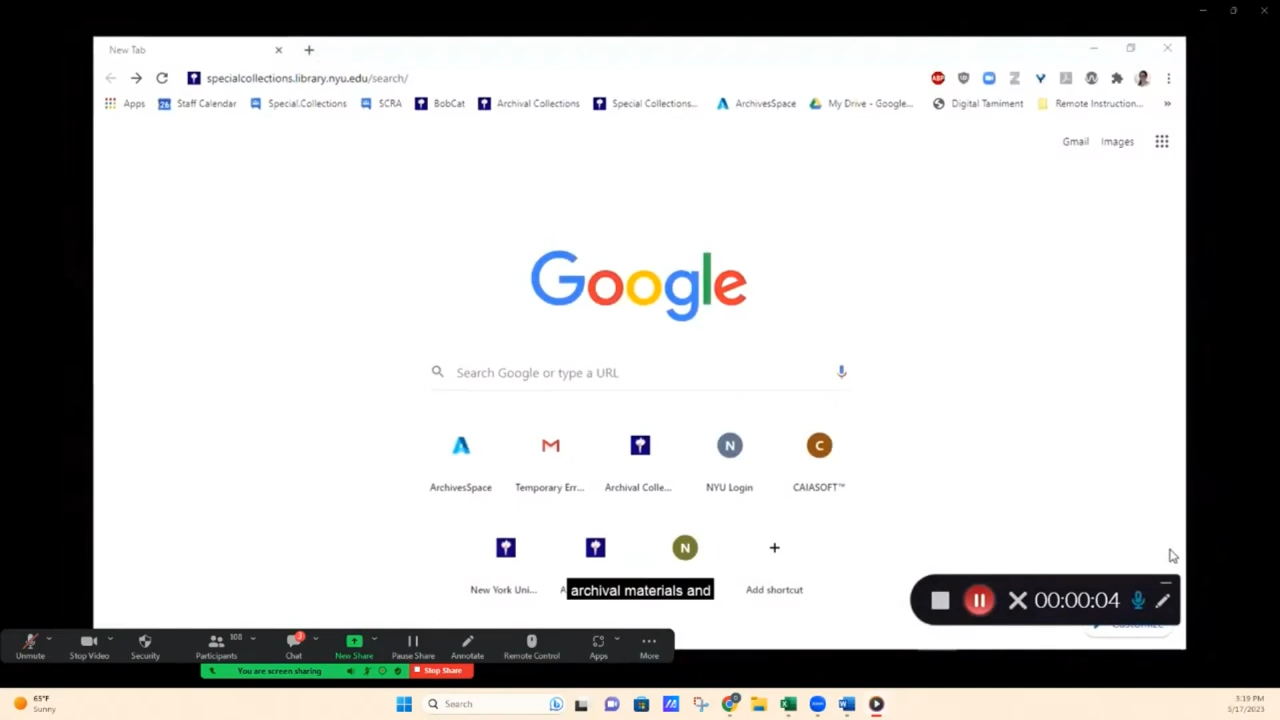 New Tab
specialcollections.library.nyu.edu/search/
Apps Staff Calendar Special.Collections SCRA BobCat Archival Collections Special Collections... ArchivesSpace My Drive - Google... Digital Tamiment Remote Instruction... »
Gmail Images
Google
Search Google or type a URL
N C
ArchivesSpace Temporary Err... Archival Colle... NYU Login CAIASOFT™
N
New York Uni... A Add shortcut
archival materials and
00:00:04
Customize
108 3
Unmute Stop Video Security Participants Chat New Share Pause Share Annotate Remote Control Apps More
You are screen sharing Stop Share
65°F
Sunny
Search
5:19 PM
5/17/2023